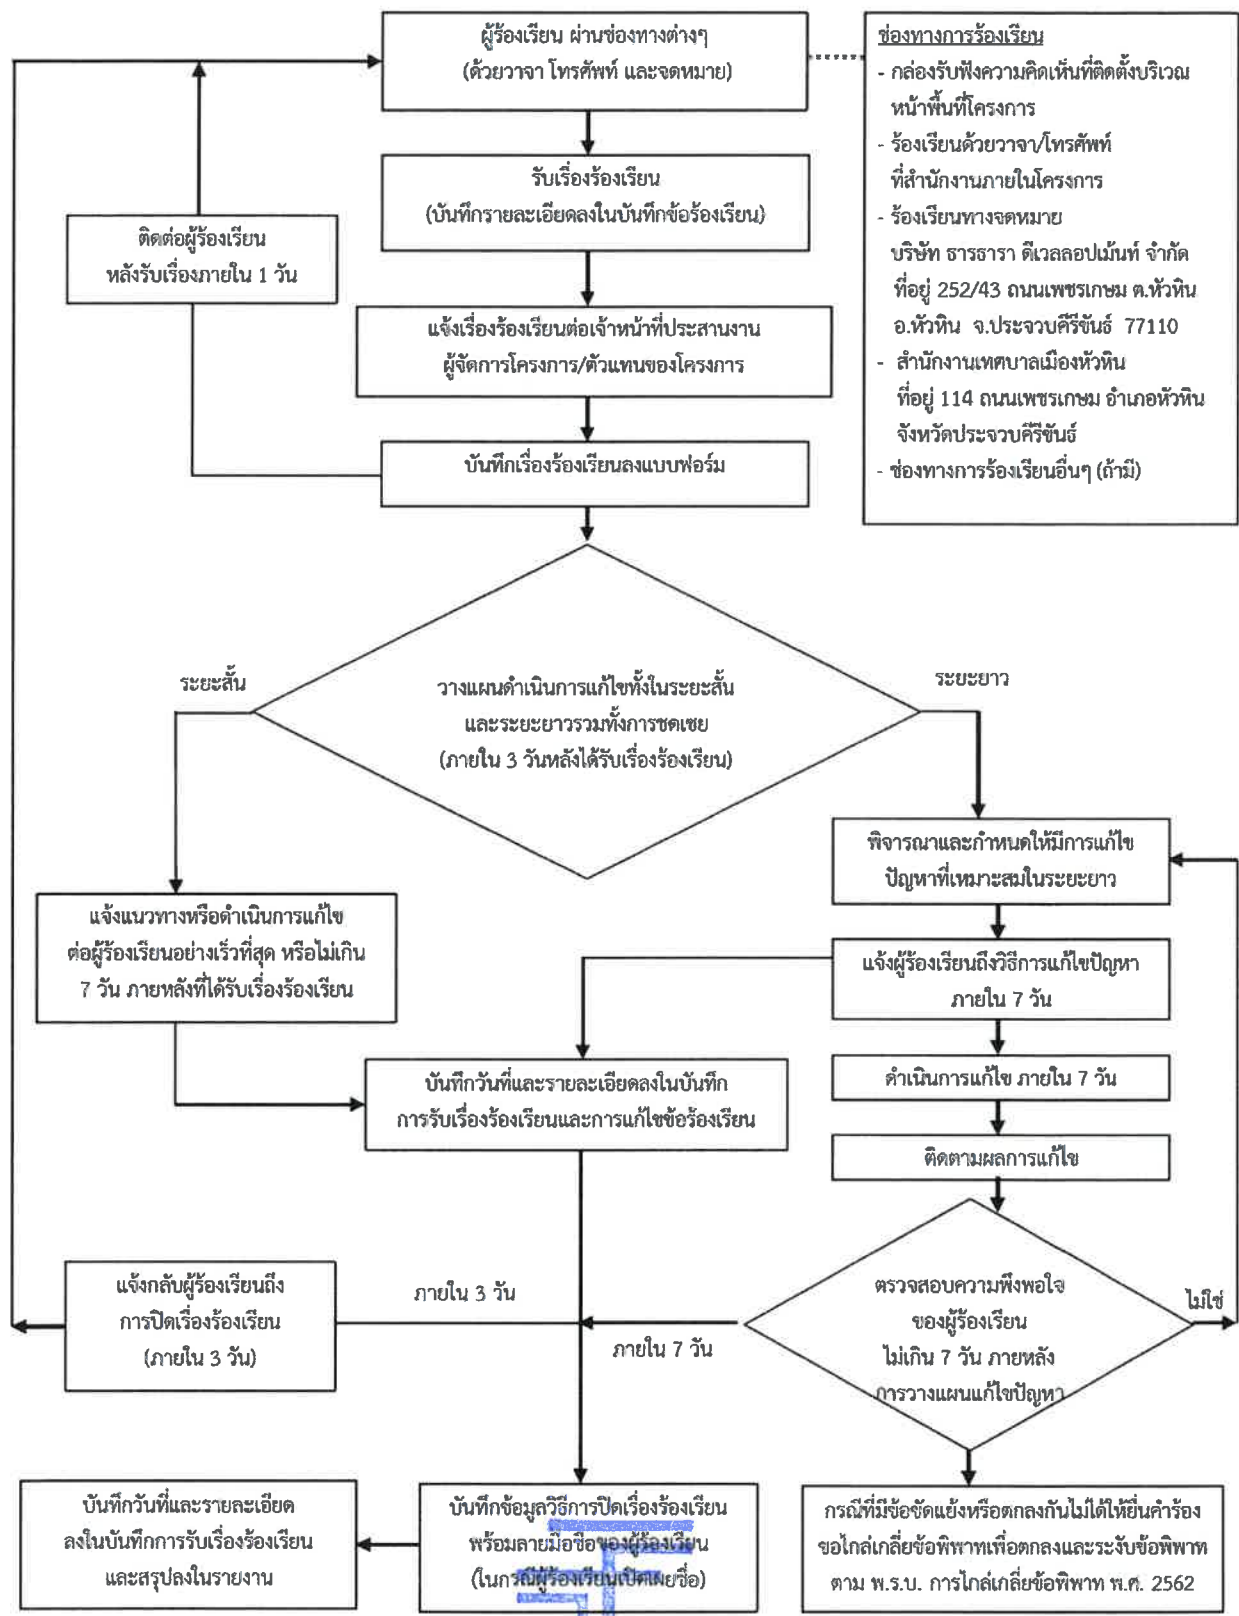 ผู้ร้องเรียน ผ่านช่องทางต่างๆ
(ด้วยวาจา โทรศัพท์ และจดหมาย)
ช่องทางการร้องเรียน
- กล่องรับฟังความคิดเห็นที่ติดตั้งบริเวณ
หน้าพื้นที่โครงการ
- ร้องเรียนด้วยวาจา/โทรศัพท์
ที่สำนักงานภายในโครงการ
- ร้องเรียนทางจดหมาย
บริษัท ธารธารา ดีเวลลอปเม้นท์ จำกัด
ที่อยู่ 252/43 ถนนเพชรเกษม ต.หัวหิน
อ.หัวหิน จ.ประจวบคีรีขันธ์ 77110
- สำนักงานเทศบาลเมืองหัวหิน
ที่อยู่ 114 ถนนเพชรเกษม อำเภอหัวหิน
จังหวัดประจวบคีรีขันธ์
- ช่องทางการร้องเรียนอื่นๆ (ถ้ามี)
รับเรื่องร้องเรียน
(บันทึกรายละเอียดลงในบันทึกข้อร้องเรียน)
ติดต่อผู้ร้องเรียน
หลังรับเรื่องภายใน 1 วัน
แจ้งเรื่องร้องเรียนต่อเจ้าหน้าที่ประสานงาน
ผู้จัดการโครงการ/ตัวแทนของโครงการ
บันทึกเรื่องร้องเรียนลงแบบฟอร์ม
ระยะสั้น
วางแผนดำเนินการแก้ไขทั้งในระยะสั้น
และระยะยาวรวมทั้งการชดเชย
(ภายใน 3 วันหลังได้รับเรื่องร้องเรียน)
ระยะยาว
พิจารณาและกำหนดให้มีการแก้ไข
ปัญหาที่เหมาะสมในระยะยาว
แจ้งแนวทางหรือดำเนินการแก้ไข
ต่อผู้ร้องเรียนอย่างเร็วที่สุด หรือไม่เกิน
7 วัน ภายหลังที่ได้รับเรื่องร้องเรียน
แจ้งผู้ร้องเรียนถึงวิธีการแก้ไขปัญหา
ภายใน 7 วัน
บันทึกวันที่และรายละเอียดลงในบันทึก
การรับเรื่องร้องเรียนและการแก้ไขข้อร้องเรียน
ดำเนินการแก้ไข ภายใน 7 วัน
ติดตามผลการแก้ไข
แจ้งกลับผู้ร้องเรียนถึง
การปิดเรื่องร้องเรียน
(ภายใน 3 วัน)
ภายใน 3 วัน
ภายใน 7 วัน
ตรวจสอบความพึงพอใจ
ของผู้ร้องเรียน
ไม่เกิน 7 วัน ภายหลัง
การวางแผนแก้ไขปัญหา
ไม่ใช่
บันทึกวันที่และรายละเอียด
ลงในบันทึกการรับเรื่องร้องเรียน
และสรุปลงในรายงาน
บันทึกข้อมูลวิธีการปิดเรื่องร้องเรียน
พร้อมลายมือชื่อของผู้ร้องเรียน
(ในกรณีผู้ร้องเรียนเปิดเผยชื่อ)
กรณีที่มีข้อขัดแย้งหรือตกลงกันไม่ได้ให้ยื่นคำร้อง
ขอไกล่เกลี่ยข้อพิพาทเพื่อตกลงและระงับข้อพิพาท
ตาม พ.ร.บ. การไกล่เกลี่ยข้อพิพาท พ.ศ. 2562